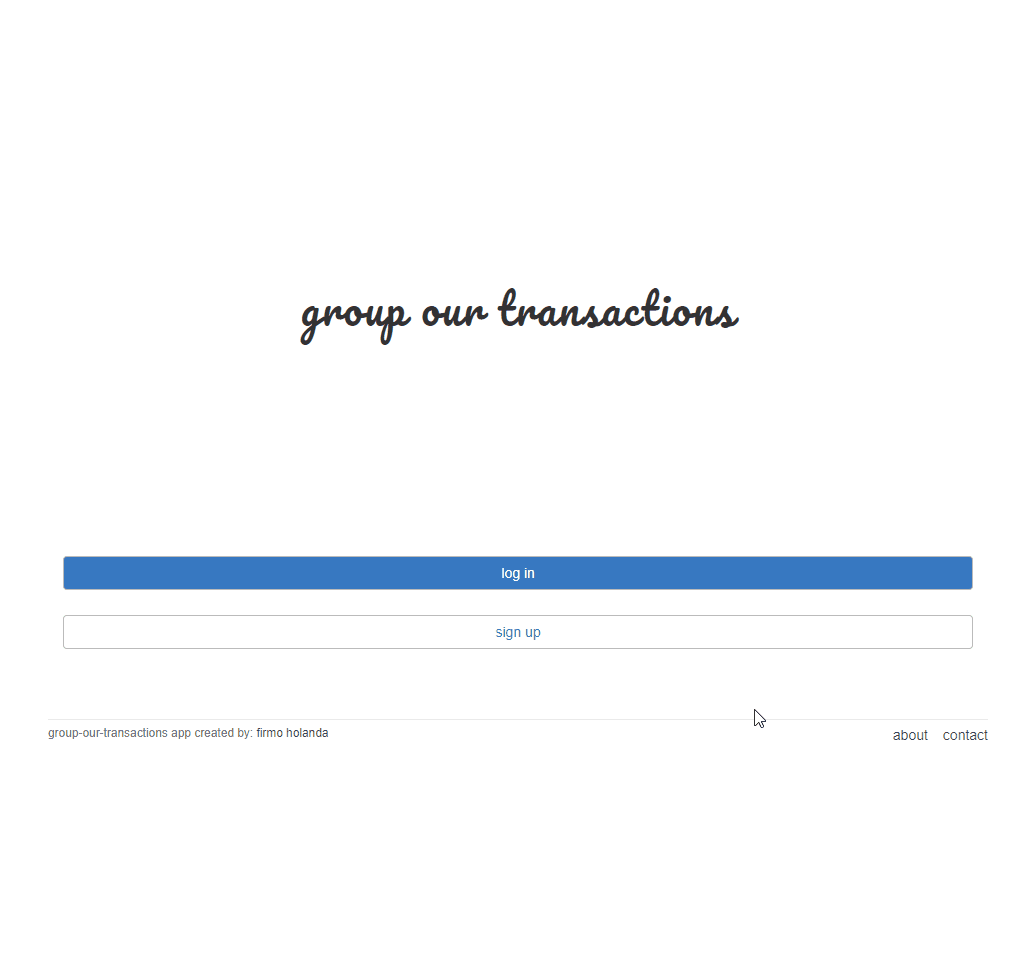 group our transactions
log in
sign up
group-our-transactions app created by: firmo holanda
about contact